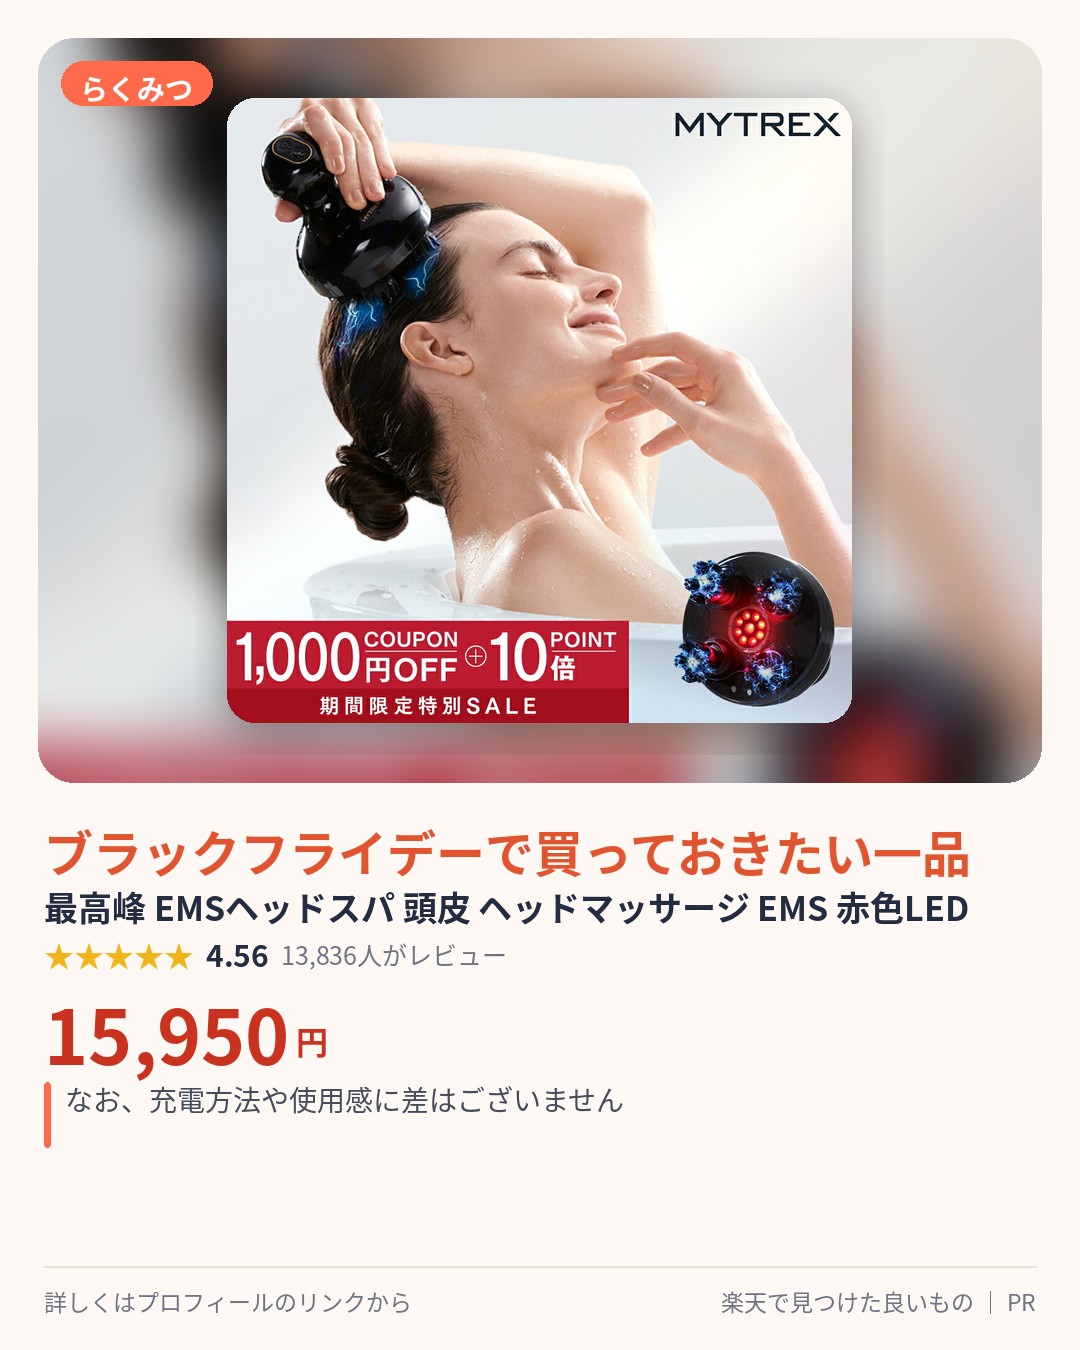 らくみつ
MYTREX
1,000 COUPON 円OFF + 10 POINT 倍
期間限定特別SALE
ブラックフライデーで買っておきたい一品
最高峰 EMSヘッドスパ 頭皮 ヘッドマッサージ EMS 赤色LED
★★★★★ 4.56 13,836人がレビュー
15,950円
なお、充電方法や使用感に差はございません
詳しくはプロフィールのリンクから
楽天で見つけた良いもの｜PR